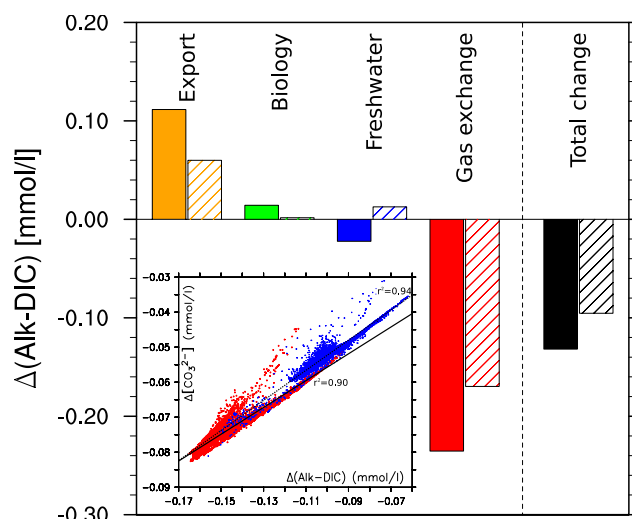 0.20
0.10
0.00
−0.10
−0.20
−0.30
Δ(Alk-DIC) [mmol/l]
Export
Biology
Freshwater
Gas exchange
Total change
−0.03
−0.04
−0.05
−0.06
−0.07
−0.08
−0.09
Δ[CO₃²⁻] (mmol/l)
r²=0.94
r²=0.90
Δ(Alk−DIC) (mmol/l)
−0.17 −0.15 −0.13 −0.11 −0.09 −0.07